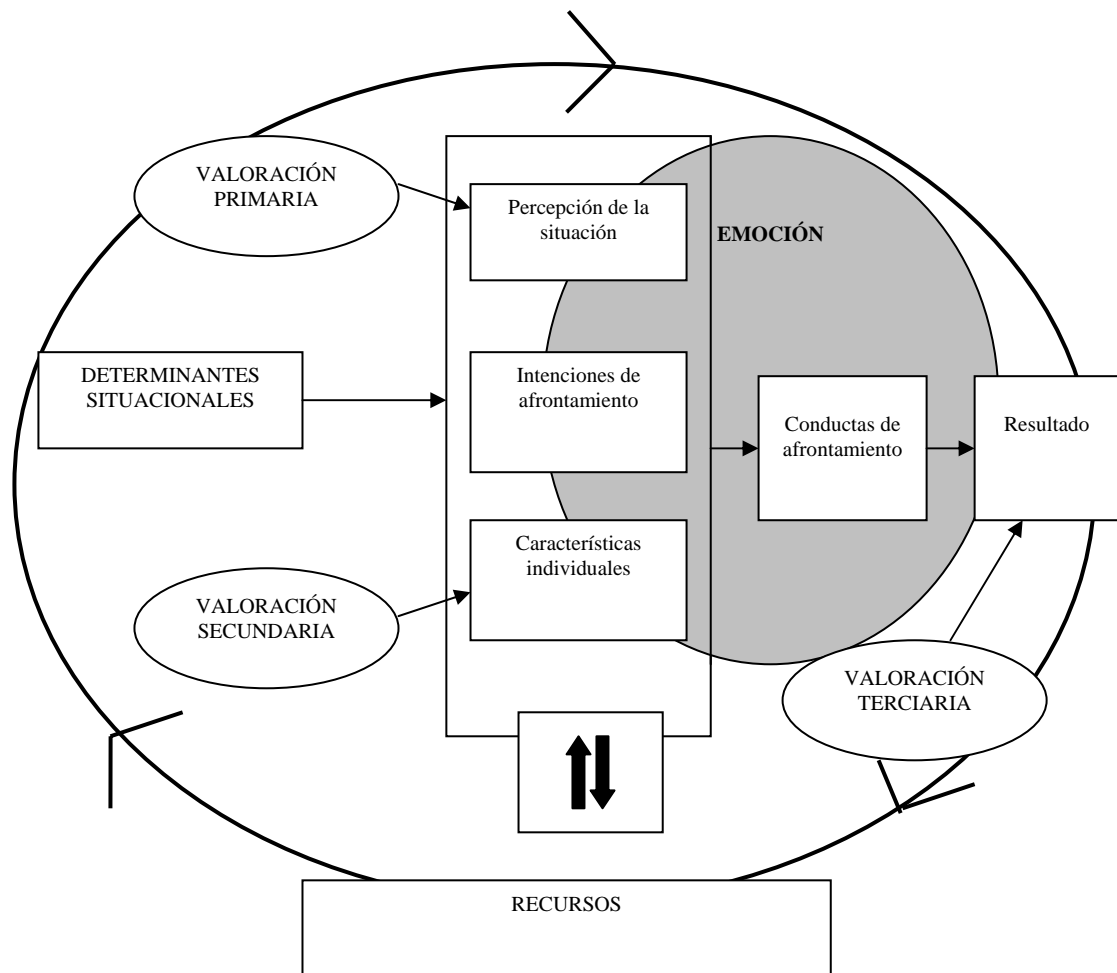 VALORACIÓN
PRIMARIA
Percepción de la
situación
EMOCIÓN
DETERMINANTES
SITUACIONALES
Intenciones de
afrontamiento
Conductas de
afrontamiento
Resultado
Características
individuales
VALORACIÓN
SECUNDARIA
VALORACIÓN
TERCIARIA
RECURSOS